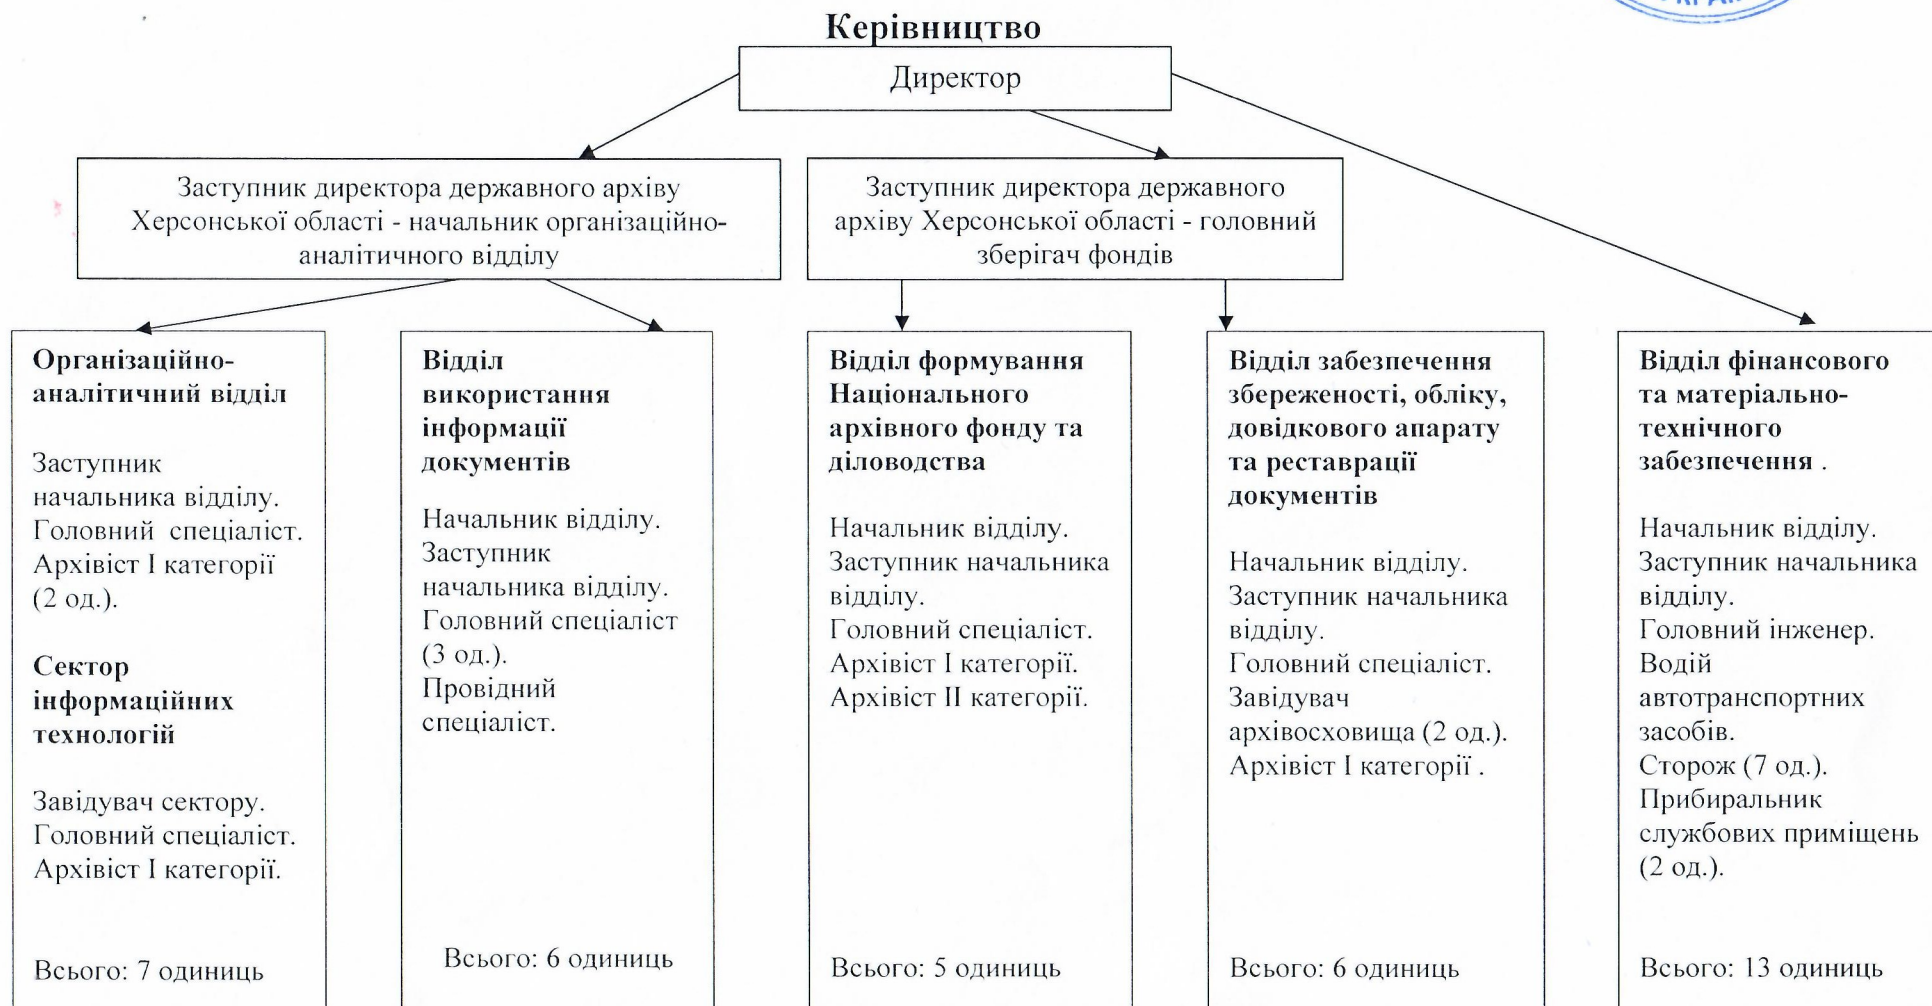 Керівництво
Директор
Заступник директора державного архіву
Херсонської області - начальник організаційно-
аналітичного відділу
Заступник директора державного
архіву Херсонської області - головний
зберігач фондів
Організаційно-
аналітичний відділ
Заступник
начальника відділу.
Головний спеціаліст.
Архівіст І категорії
(2 од.).
Сектор
інформаційних
технологій
Завідувач сектору.
Головний спеціаліст.
Архівіст І категорії.
Всього: 7 одиниць
Відділ
використання
інформації
документів
Начальник відділу.
Заступник
начальника відділу.
Головний спеціаліст
(3 од.).
Провідний
спеціаліст.
Всього: 6 одиниць
Відділ формування
Національного
архівного фонду та
діловодства
Начальник відділу.
Заступник начальника
відділу.
Головний спеціаліст.
Архівіст І категорії.
Архівіст ІІ категорії.
Всього: 5 одиниць
Відділ забезпечення
збереженості, обліку,
довідкового апарату
та реставрації
документів
Начальник відділу.
Заступник начальника
відділу.
Головний спеціаліст.
Завідувач
архівосховища (2 од.).
Архівіст І категорії .
Всього: 6 одиниць
Відділ фінансового
та матеріально-
технічного
забезпечення .
Начальник відділу.
Заступник начальника
відділу.
Головний інженер.
Водій
автотранспортних
засобів.
Сторож (7 од.).
Прибиральник
службових приміщень
(2 од.).
Всього: 13 одиниць